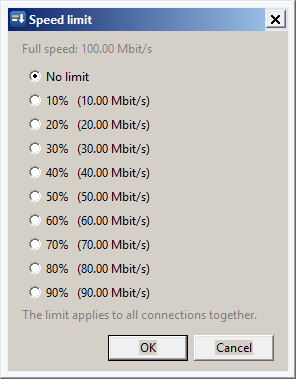 Speed limit
Full speed: 100.00 Mbit/s
No limit
10% (10.00 Mbit/s)
20% (20.00 Mbit/s)
30% (30.00 Mbit/s)
40% (40.00 Mbit/s)
50% (50.00 Mbit/s)
60% (60.00 Mbit/s)
70% (70.00 Mbit/s)
80% (80.00 Mbit/s)
90% (90.00 Mbit/s)
The limit applies to all connections together.
OK Cancel